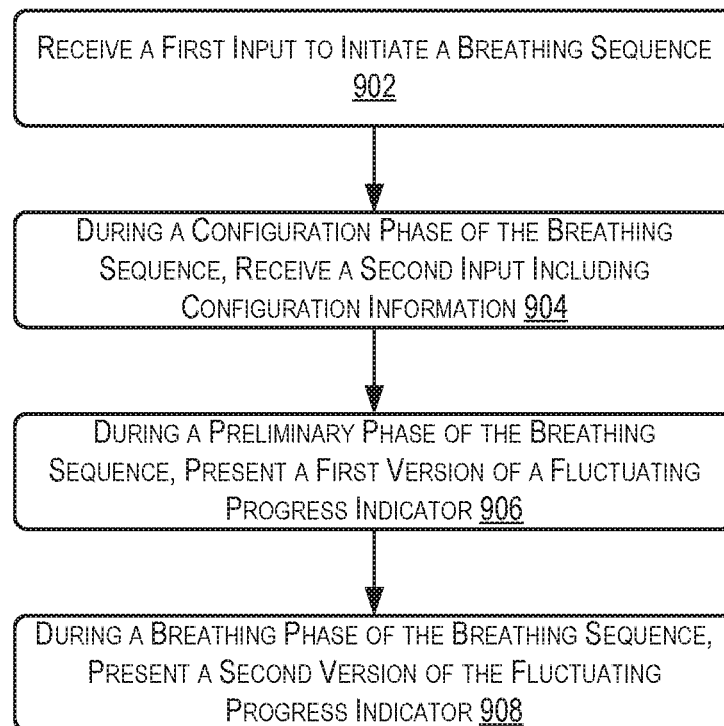 RECEIVE A FIRST INPUT TO INITIATE A BREATHING SEQUENCE
902
DURING A CONFIGURATION PHASE OF THE BREATHING
SEQUENCE, RECEIVE A SECOND INPUT INCLUDING
CONFIGURATION INFORMATION 904
DURING A PRELIMINARY PHASE OF THE BREATHING
SEQUENCE, PRESENT A FIRST VERSION OF A FLUCTUATING
PROGRESS INDICATOR 906
DURING A BREATHING PHASE OF THE BREATHING SEQUENCE,
PRESENT A SECOND VERSION OF THE FLUCTUATING
PROGRESS INDICATOR 908